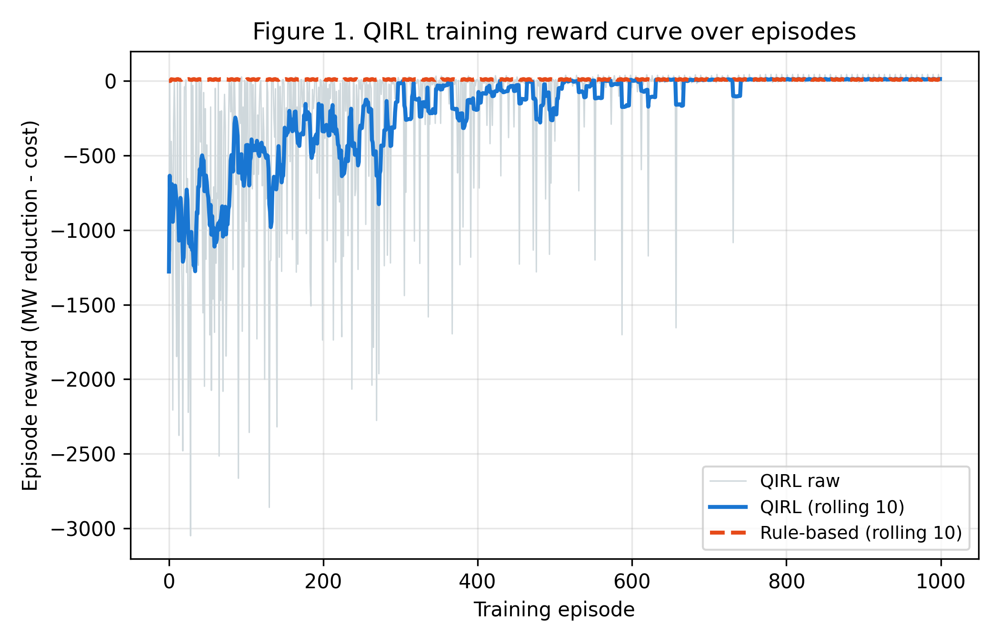 Figure 1. QIRL training reward curve over episodes
Episode reward (MW reduction - cost)
0
−500
−1000
−1500
−2000
−2500
−3000
0
200
400
600
800
1000
Training episode
QIRL raw
QIRL (rolling 10)
Rule-based (rolling 10)